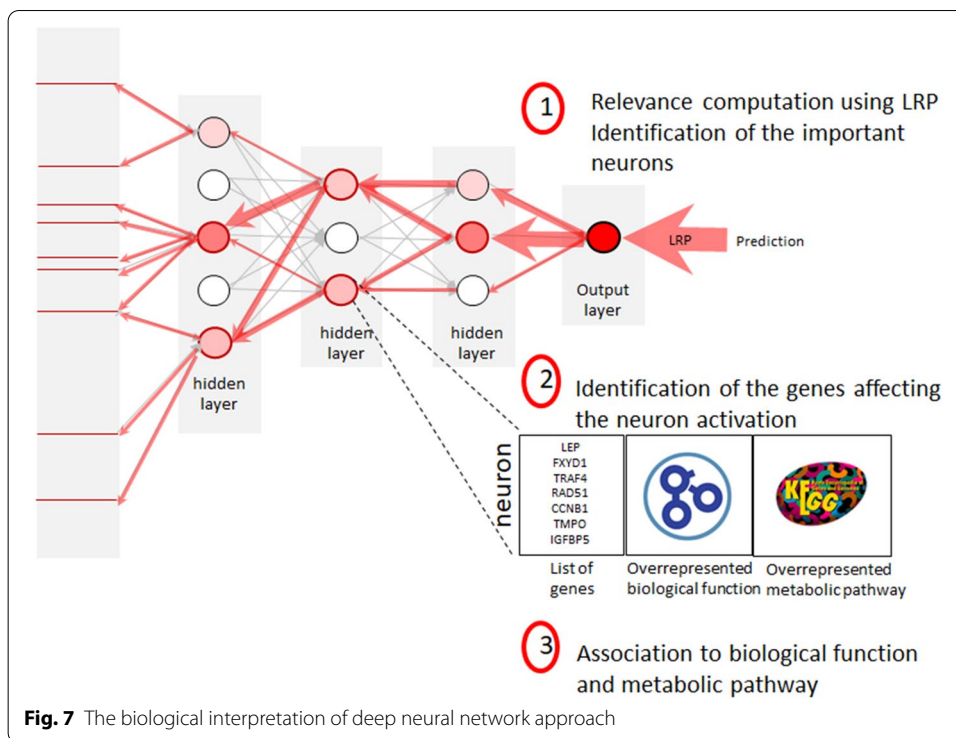 1
Relevance computation using LRP
Identification of the important
neurons
LRP
Prediction
Output
layer
hidden
layer
hidden
layer
hidden
layer
2
Identification of the genes affecting
the neuron activation
neuron
LEP
FXYD1
TRAF4
RAD51
CCNB1
TMPO
IGFBP5
KEGG
List of
genes
Overrepresented
biological function
Overrepresented
metabolic pathway
3
Association to biological function
and metabolic pathway
Fig. 7 The biological interpretation of deep neural network approach